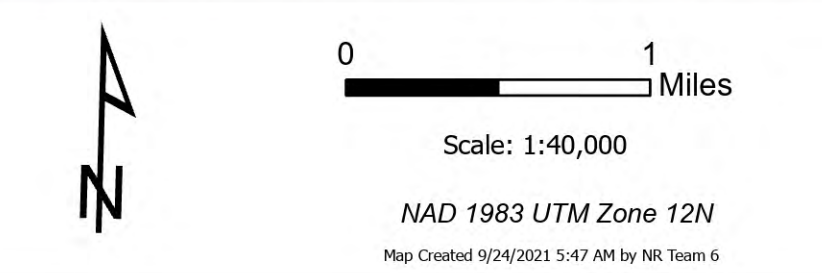 0 1
Miles
Scale: 1:40,000
N
NAD 1983 UTM Zone 12N
Map Created 9/24/2021 5:47 AM by NR Team 6